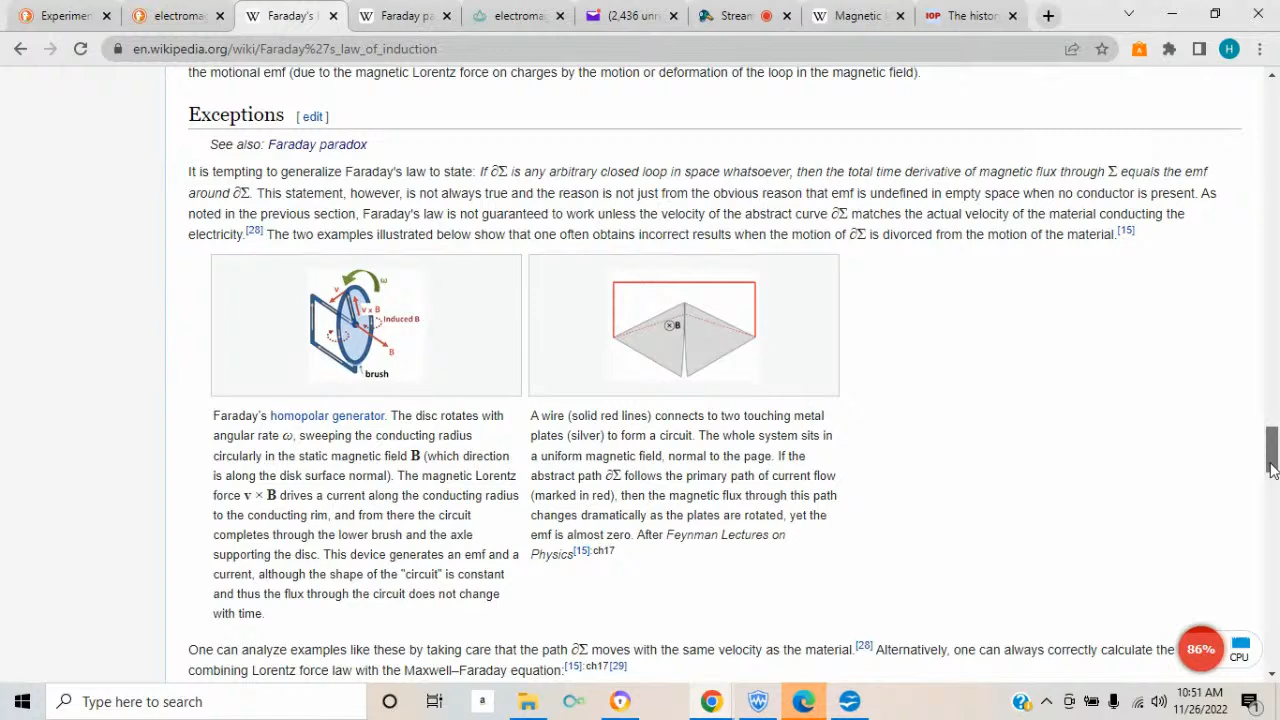 Experimen
electromag
Faraday's l
Faraday pa
electromag
(2,436 unr
Stream
Magnetic
IOP The histor
en.wikipedia.org/wiki/Faraday%27s_law_of_induction
H
the motional emf (due to the magnetic Lorentz force on charges by the motion or deformation of the loop in the magnetic field).
Exceptions [ edit ]
See also: Faraday paradox
It is tempting to generalize Faraday's law to state: If ∂Σ is any arbitrary closed loop in space whatsoever, then the total time derivative of magnetic flux through Σ equals the emf
around ∂Σ. This statement, however, is not always true and the reason is not just from the obvious reason that emf is undefined in empty space when no conductor is present. As
noted in the previous section, Faraday's law is not guaranteed to work unless the velocity of the abstract curve ∂Σ matches the actual velocity of the material conducting the
electricity.[28] The two examples illustrated below show that one often obtains incorrect results when the motion of ∂Σ is divorced from the motion of the material.[15]
ω
v
v x B
Induced B
B
brush
B
Faraday's homopolar generator. The disc rotates with
angular rate ω, sweeping the conducting radius
circularly in the static magnetic field B (which direction
is along the disk surface normal). The magnetic Lorentz
force v × B drives a current along the conducting radius
to the conducting rim, and from there the circuit
completes through the lower brush and the axle
supporting the disc. This device generates an emf and a
current, although the shape of the "circuit" is constant
and thus the flux through the circuit does not change
with time.
A wire (solid red lines) connects to two touching metal
plates (silver) to form a circuit. The whole system sits in
a uniform magnetic field, normal to the page. If the
abstract path ∂Σ follows the primary path of current flow
(marked in red), then the magnetic flux through this path
changes dramatically as the plates are rotated, yet the
emf is almost zero. After Feynman Lectures on
Physics[15]: ch17
One can analyze examples like these by taking care that the path ∂Σ moves with the same velocity as the material.[28] Alternatively, one can always correctly calculate the
combining Lorentz force law with the Maxwell–Faraday equation:[15]: ch17 [29]
86%
CPU
Type here to search
a
10:51 AM
11/26/2022